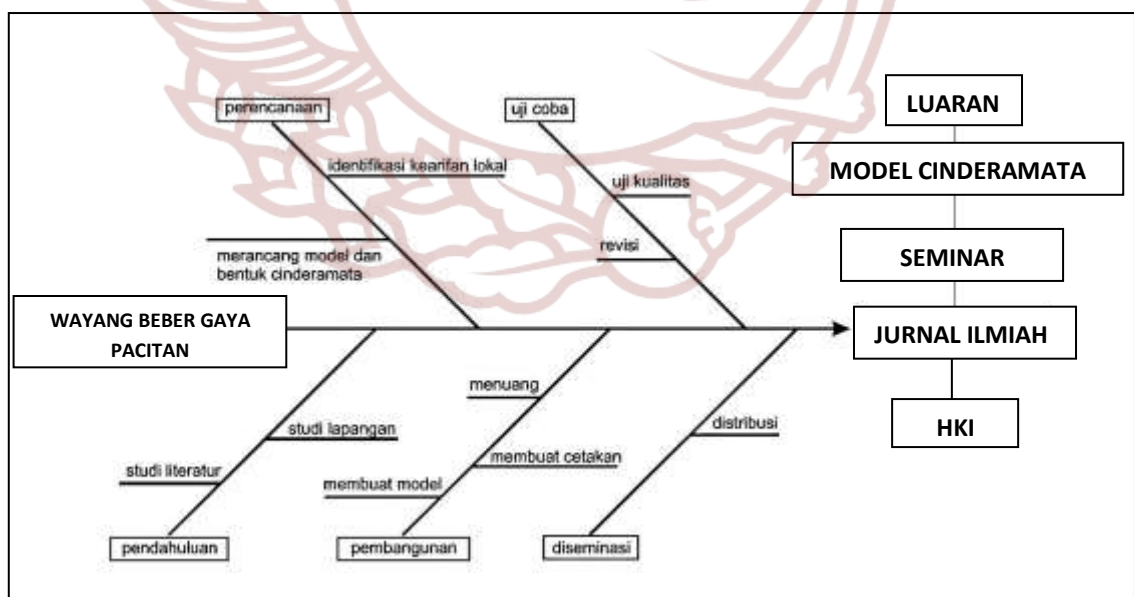 perencanaan
uji coba
LUARAN
identifikasi kearifan lokal
MODEL CINDERAMATA
uji kualitas
merancang model dan
bentuk cinderamata
revisi
SEMINAR
WAYANG BEBER GAYA
PACITAN
JURNAL ILMIAH
menuang
studi lapangan
distribusi
HKI
studi literatur
membuat cetakan
membuat model
pendahuluan
pembangunan
diseminasi